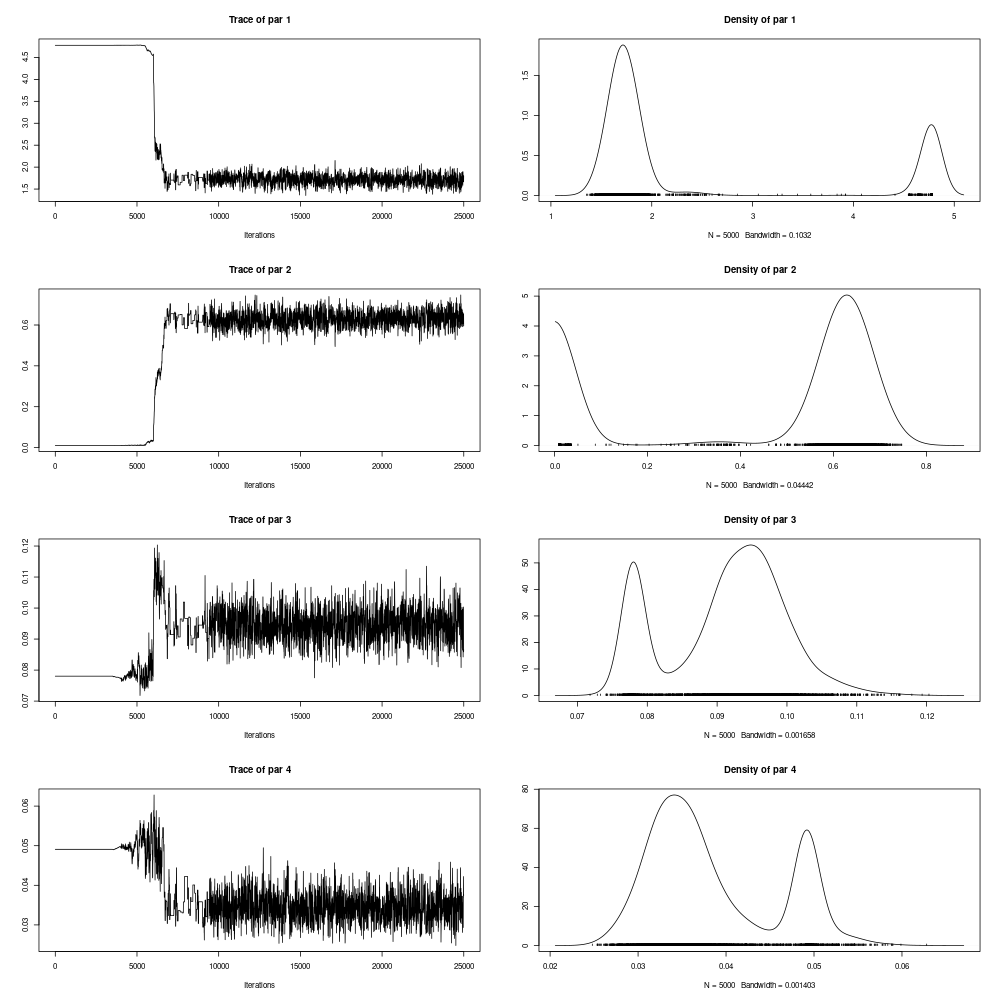 Trace of par 1
4.5
4.0
3.5
3.0
2.5
2.0
1.5
0 5000 10000 15000 20000 25000
Iterations
Density of par 1
1.5
1.0
0.5
0.0
1 2 3 4 5
N = 5000 Bandwidth = 0.1032
Trace of par 2
0.6
0.4
0.2
0.0
0 5000 10000 15000 20000 25000
Iterations
Density of par 2
5
4
3
2
1
0
0.0 0.2 0.4 0.6 0.8
N = 5000 Bandwidth = 0.04442
Trace of par 3
0.12
0.11
0.10
0.09
0.08
0.07
0 5000 10000 15000 20000 25000
Iterations
Density of par 3
50
40
30
20
10
0
0.07 0.08 0.09 0.10 0.11 0.12
N = 5000 Bandwidth = 0.001658
Trace of par 4
0.06
0.05
0.04
0.03
0 5000 10000 15000 20000 25000
Iterations
Density of par 4
80
60
40
20
0
0.02 0.03 0.04 0.05 0.06
N = 5000 Bandwidth = 0.001403